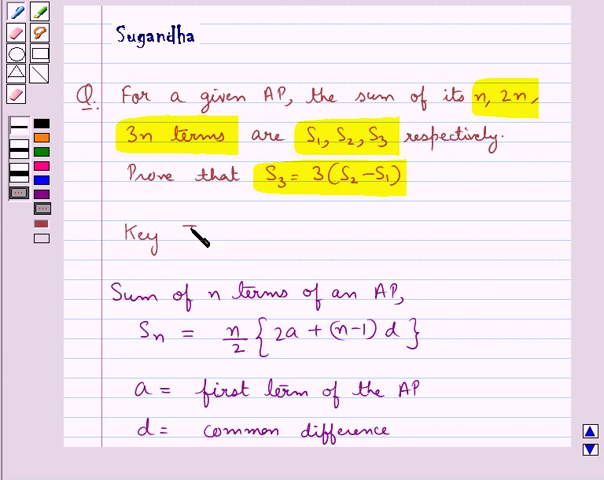 Sugandha
Q. For a given AP, the sum of its n, 2n,
3n terms are S₁, S₂, S₃ respectively.
Prove that S₃ = 3(S₂-S₁)
Key
Sum of n terms of an AP,
Sₙ = n/2 {2a + (n-1) d}
a = first term of the AP
d = common difference